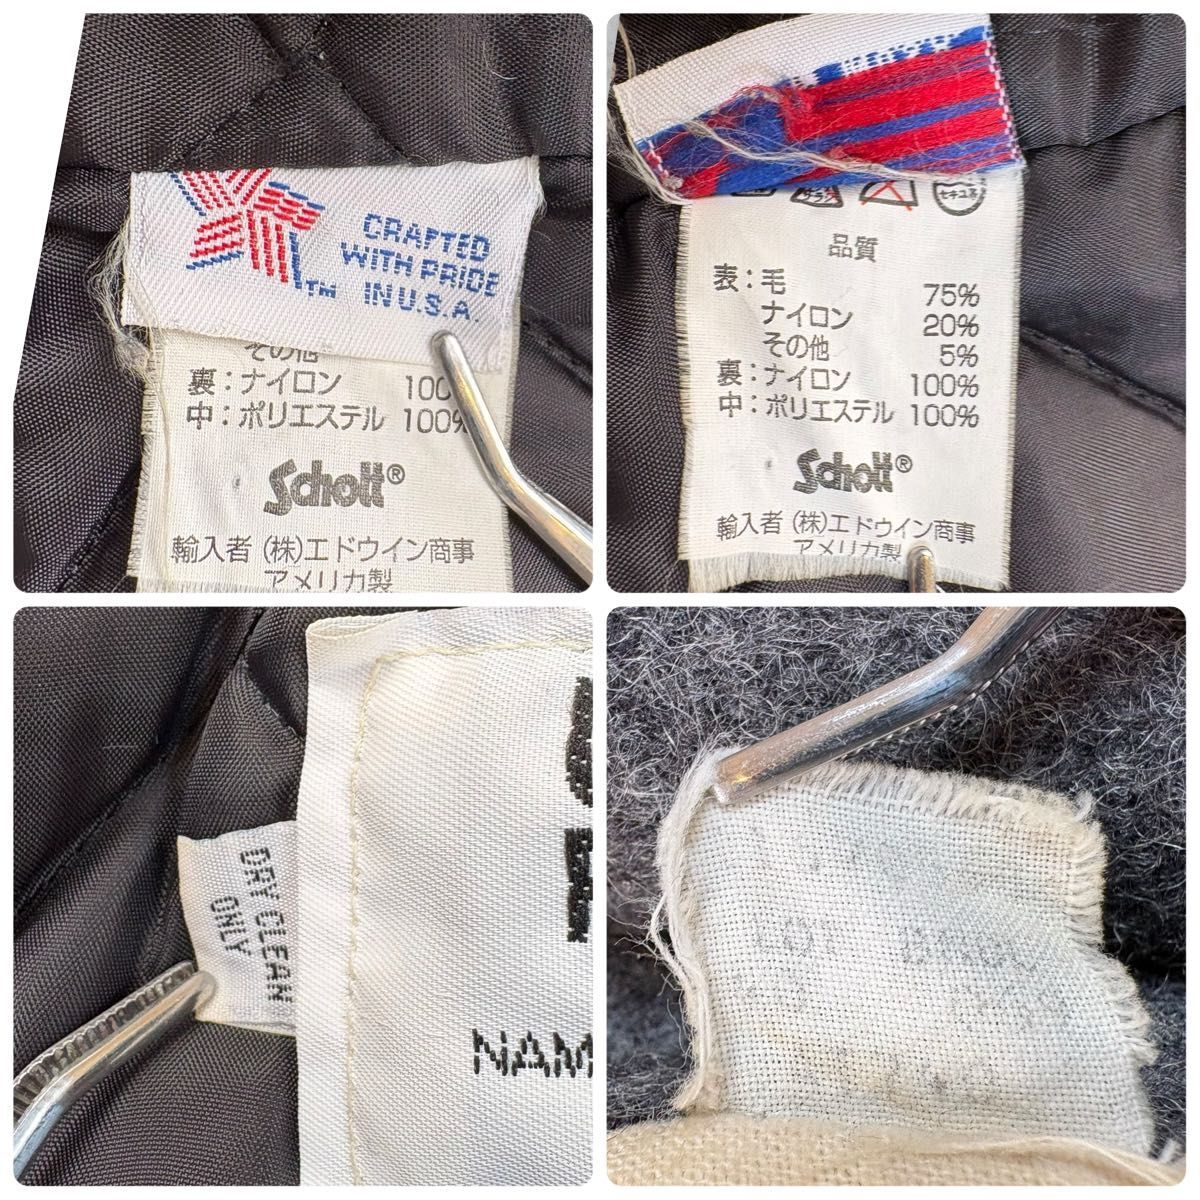 TM
CRAFTED
WITH PRIDE
IN U.S.A.
その他
裏：ナイロン 100
中：ポリエステル 100%
Schott®
輸入者 (株)エドウイン商事
アメリカ製
セキユ系
品質
表：毛 75%
ナイロン 20%
その他 5%
裏：ナイロン 100%
中：ポリエステル 100%
Schott®
輸入者 (株)エドウイン商事
アメリカ製
DRY CLEAN
ONLY
NAM